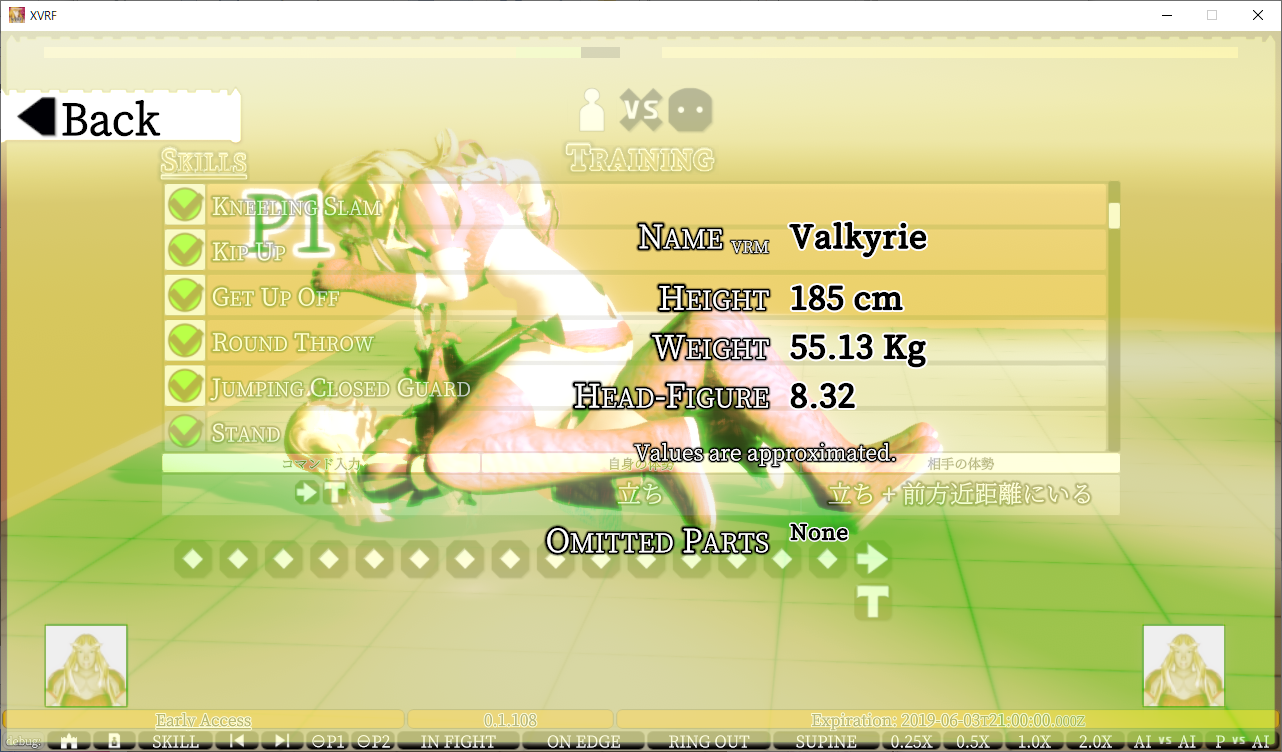 XVRF
Back
VS
TRAINING
SKILLS
P1
KNEELING SLAM
KIP UP
GET UP OFF
ROUND THROW
JUMPING CLOSED GUARD
STAND
NAME VRM Valkyrie
HEIGHT 185 cm
WEIGHT 55.13 Kg
HEAD-FIGURE 8.32
Values are approximated.
コマンド入力 自身の体勢 相手の体勢
T 立ち 立ち + 前方近距離にいる
OMITTED PARTS None
T
Early Access 0.1.108 Expiration: 2019-06-03T21:00:00.000Z
debug: SKILL P1 P2 IN FIGHT ON EDGE RING OUT SUPINE 0.25X 0.5X 1.0X 2.0X AI VS AI P VS AI